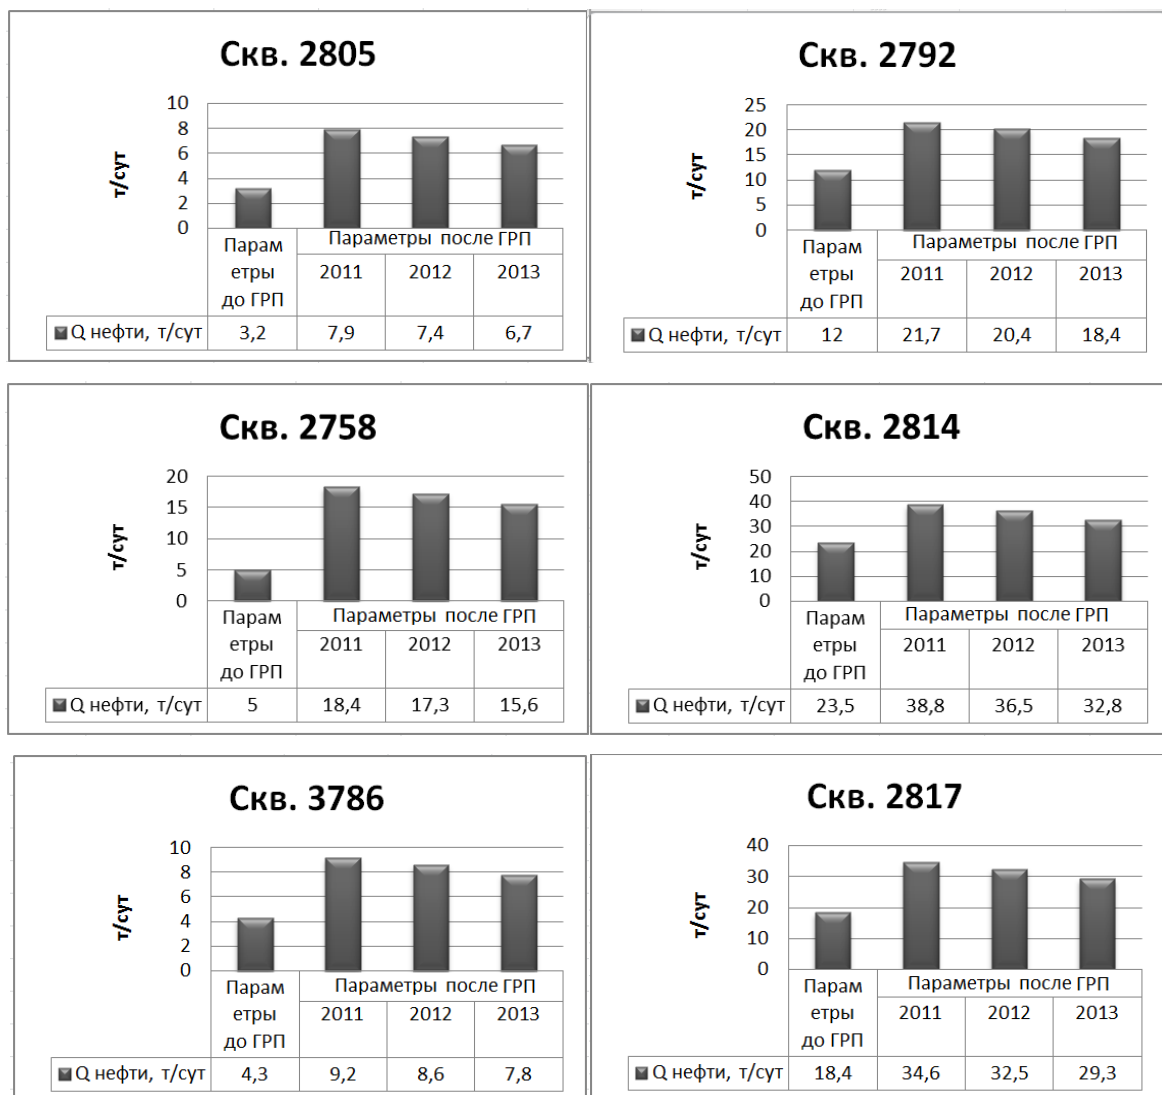 Скв. 2805
т/сут
10
8
6
4
2
0
Парам
етры
до ГРП
Параметры после ГРП
2011 2012 2013
Q нефти, т/сут 3,2 7,9 7,4 6,7
Скв. 2792
т/сут
25
20
15
10
5
0
Парам
етры
до ГРП
Параметры после ГРП
2011 2012 2013
Q нефти, т/сут 12 21,7 20,4 18,4
Скв. 2758
т/сут
20
15
10
5
0
Парам
етры
до ГРП
Параметры после ГРП
2011 2012 2013
Q нефти, т/сут 5 18,4 17,3 15,6
Скв. 2814
т/сут
50
40
30
20
10
0
Парам
етры
до ГРП
Параметры после ГРП
2011 2012 2013
Q нефти, т/сут 23,5 38,8 36,5 32,8
Скв. 3786
т/сут
10
8
6
4
2
0
Парам
етры
до ГРП
Параметры после ГРП
2011 2012 2013
Q нефти, т/сут 4,3 9,2 8,6 7,8
Скв. 2817
т/сут
40
30
20
10
0
Парам
етры
до ГРП
Параметры после ГРП
2011 2012 2013
Q нефти, т/сут 18,4 34,6 32,5 29,3